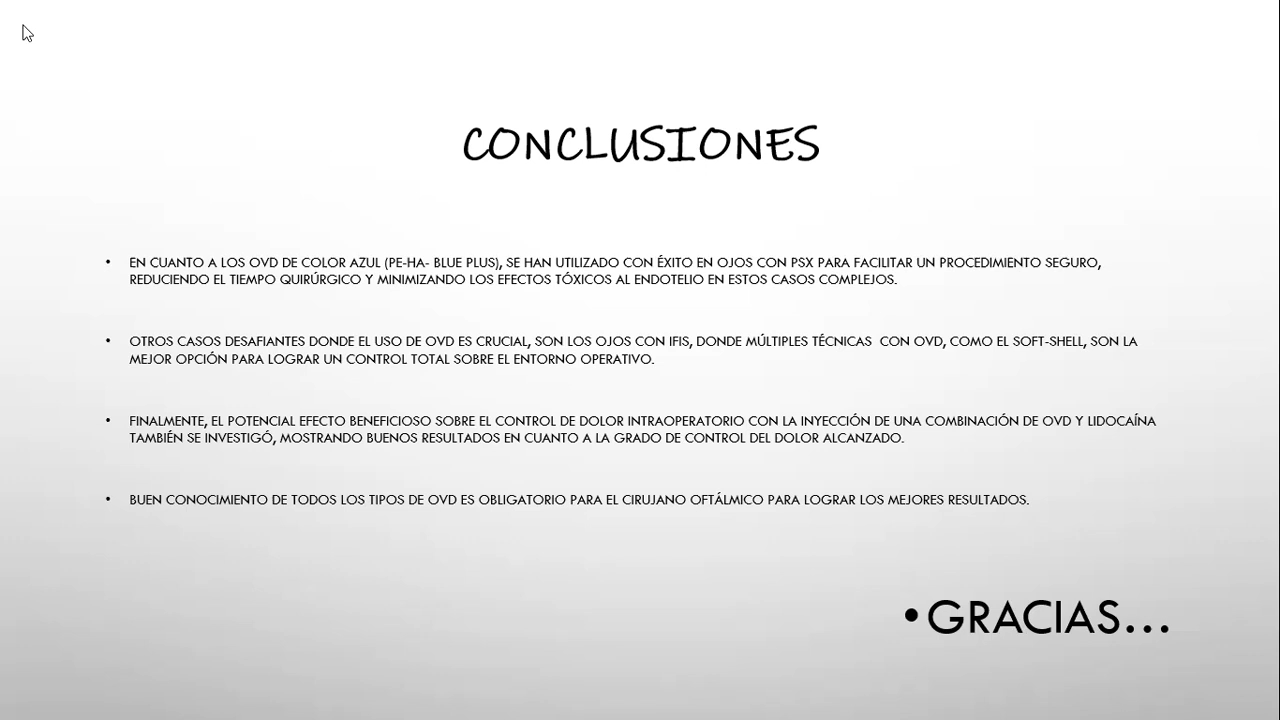 CONCLUSIONES
• EN CUANTO A LOS OVD DE COLOR AZUL (PE-HA- BLUE PLUS), SE HAN UTILIZADO CON ÉXITO EN OJOS CON PSX PARA FACILITAR UN PROCEDIMIENTO SEGURO,
REDUCIENDO EL TIEMPO QUIRÚRGICO Y MINIMIZANDO LOS EFECTOS TÓXICOS AL ENDOTELIO EN ESTOS CASOS COMPLEJOS.
• OTROS CASOS DESAFIANTES DONDE EL USO DE OVD ES CRUCIAL, SON LOS OJOS CON IFIS, DONDE MÚLTIPLES TÉCNICAS  CON OVD, COMO EL SOFT-SHELL, SON LA
MEJOR OPCIÓN PARA LOGRAR UN CONTROL TOTAL SOBRE EL ENTORNO OPERATIVO.
• FINALMENTE, EL POTENCIAL EFECTO BENEFICIOSO SOBRE EL CONTROL DE DOLOR INTRAOPERATORIO CON LA INYECCIÓN DE UNA COMBINACIÓN DE OVD Y LIDOCAÍNA
TAMBIÉN SE INVESTIGÓ, MOSTRANDO BUENOS RESULTADOS EN CUANTO A LA GRADO DE CONTROL DEL DOLOR ALCANZADO.
• BUEN CONOCIMIENTO DE TODOS LOS TIPOS DE OVD ES OBLIGATORIO PARA EL CIRUJANO OFTÁLMICO PARA LOGRAR LOS MEJORES RESULTADOS.
•GRACIAS...